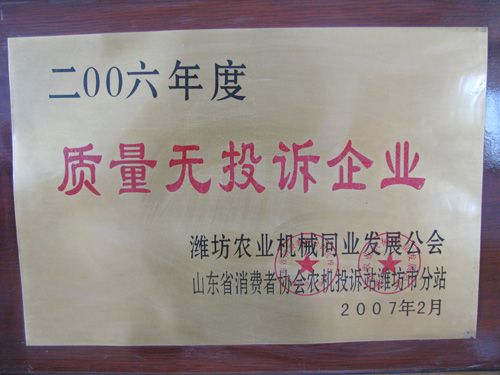 二00六年度
质量无投诉企业
潍坊农业机械同业发展公会
山东省消费者协会农机投诉站潍坊市分站
2007年2月